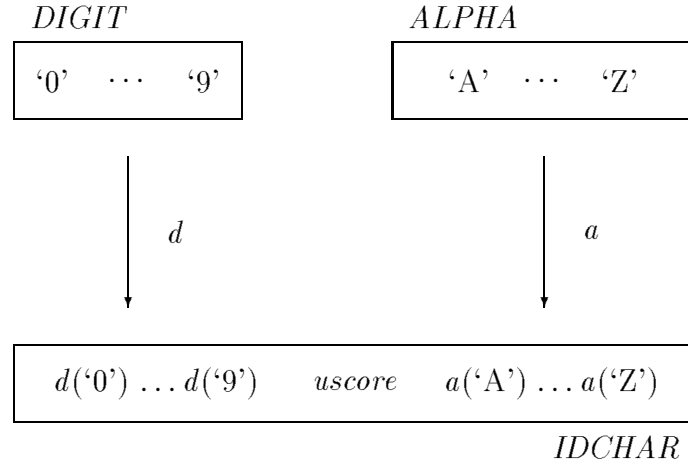 DIGIT ALPHA
‘0’ ··· ‘9’ ‘A’ ··· ‘Z’
d a
d(‘0’) ... d(‘9’) uscore a(‘A’) ... a(‘Z’)
IDCHAR